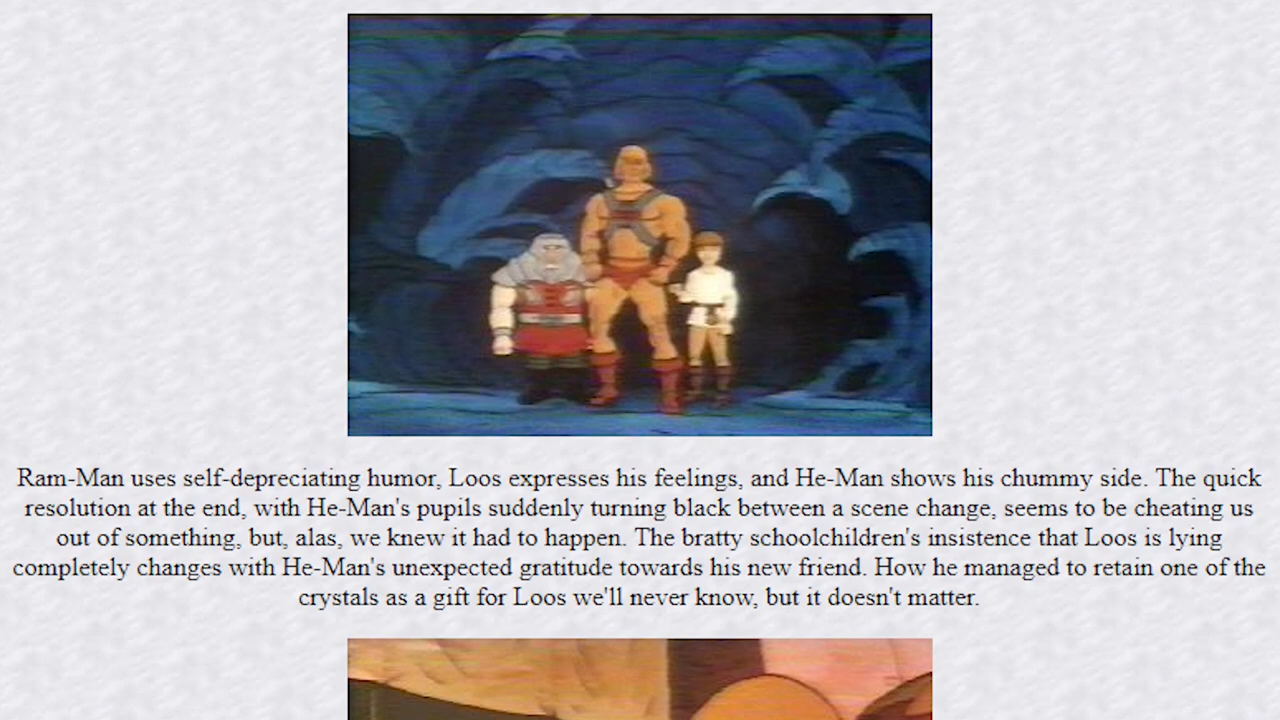 Ram-Man uses self-depreciating humor, Loos expresses his feelings, and He-Man shows his chummy side. The quick
resolution at the end, with He-Man's pupils suddenly turning black between a scene change, seems to be cheating us
out of something, but, alas, we knew it had to happen. The bratty schoolchildren's insistence that Loos is lying
completely changes with He-Man's unexpected gratitude towards his new friend. How he managed to retain one of the
crystals as a gift for Loos we'll never know, but it doesn't matter.